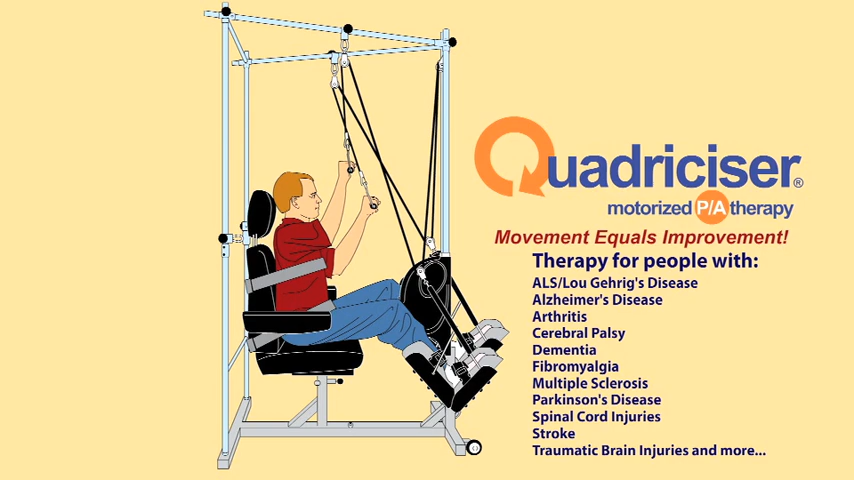 Quadriciser®
motorized P/A therapy
Movement Equals Improvement!
Therapy for people with:
ALS/Lou Gehrig's Disease
Alzheimer's Disease
Arthritis
Cerebral Palsy
Dementia
Fibromyalgia
Multiple Sclerosis
Parkinson's Disease
Spinal Cord Injuries
Stroke
Traumatic Brain Injuries and more...